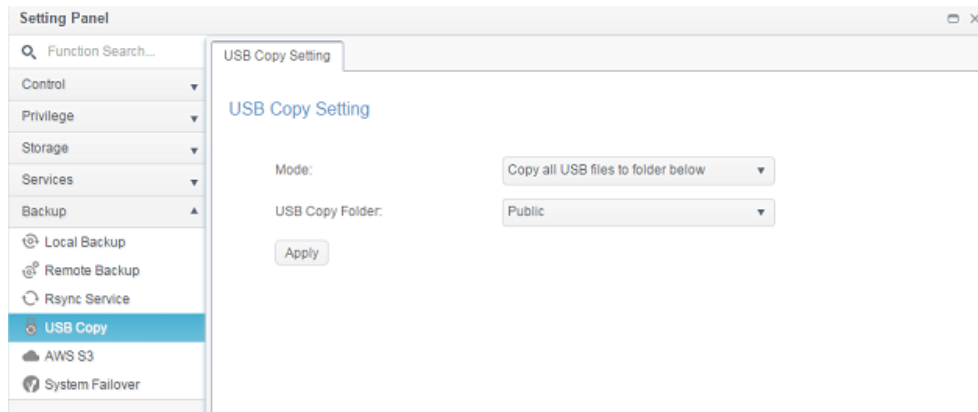 Setting Panel
Function Search...
Control
Privilege
Storage
Services
Backup
Local Backup
Remote Backup
Rsync Service
USB Copy
AWS S3
System Failover
USB Copy Setting
USB Copy Setting
Mode: Copy all USB files to folder below
USB Copy Folder: Public
Apply